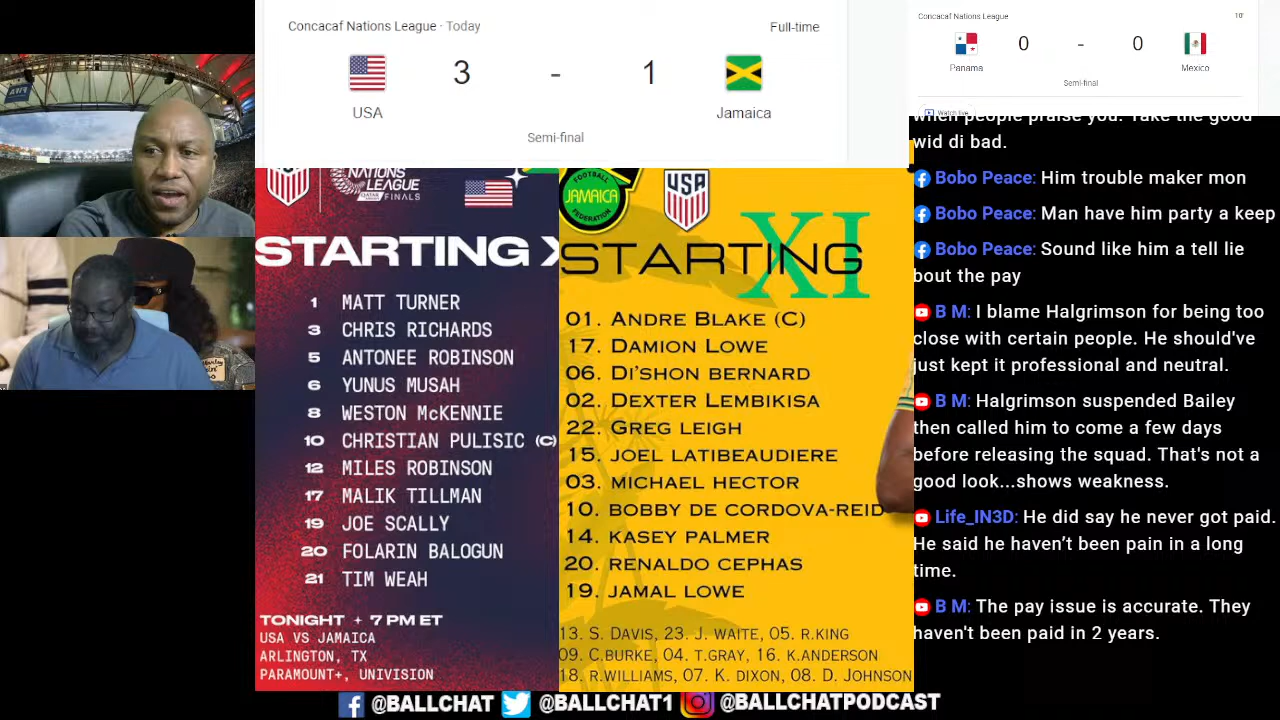 Concacaf Nations League · Today
Full-time
3 - 1
USA
Jamaica
Semi-final
Concacaf Nations League
10'
0 - 0
Panama
Mexico
Semi-final
Watch live
NATIONS
LEAGUE
FINALS
STARTING X
1 MATT TURNER
3 CHRIS RICHARDS
5 ANTONEE ROBINSON
6 YUNUS MUSAH
8 WESTON McKENNIE
10 CHRISTIAN PULISIC (C)
12 MILES ROBINSON
17 MALIK TILLMAN
19 JOE SCALLY
20 FOLARIN BALOGUN
21 TIM WEAH
TONIGHT + 7 PM ET
USA VS JAMAICA
ARLINGTON, TX
PARAMOUNT+, UNIVISION
FOOTBALL
JAMAICA
FEDERATION
USA
XI
STARTING
01. ANDRE BLAKE (C)
17. DAMION LOWE
06. DI'SHON BERNARD
02. DEXTER LEMBIKISA
22. GREG LEIGH
15. JOEL LATIBEAUDIERE
03. MICHAEL HECTOR
10. BOBBY DE CORDOVA-REID
14. KASEY PALMER
20. RENALDO CEPHAS
19. JAMAL LOWE
13. S. DAVIS, 23. J. WAITE, 05. R.KING
09. C.BURKE, 04. T.GRAY, 16. K.ANDERSON
18. R.WILLIAMS, 07. K. DIXON, 08. D. JOHNSON
when people praise you. Take the good
wid di bad.
Bobo Peace: Him trouble maker mon
Bobo Peace: Man have him party a keep
Bobo Peace: Sound like him a tell lie
bout the pay
B M: I blame Halgrimson for being too
close with certain people. He should've
just kept it professional and neutral.
B M: Halgrimson suspended Bailey
then called him to come a few days
before releasing the squad. That's not a
good look...shows weakness.
Life_IN3D: He did say he never got paid.
He said he haven't been pain in a long
time.
B M: The pay issue is accurate. They
haven't been paid in 2 years.
@BALLCHAT @BALLCHAT1 @BALLCHATPODCAST